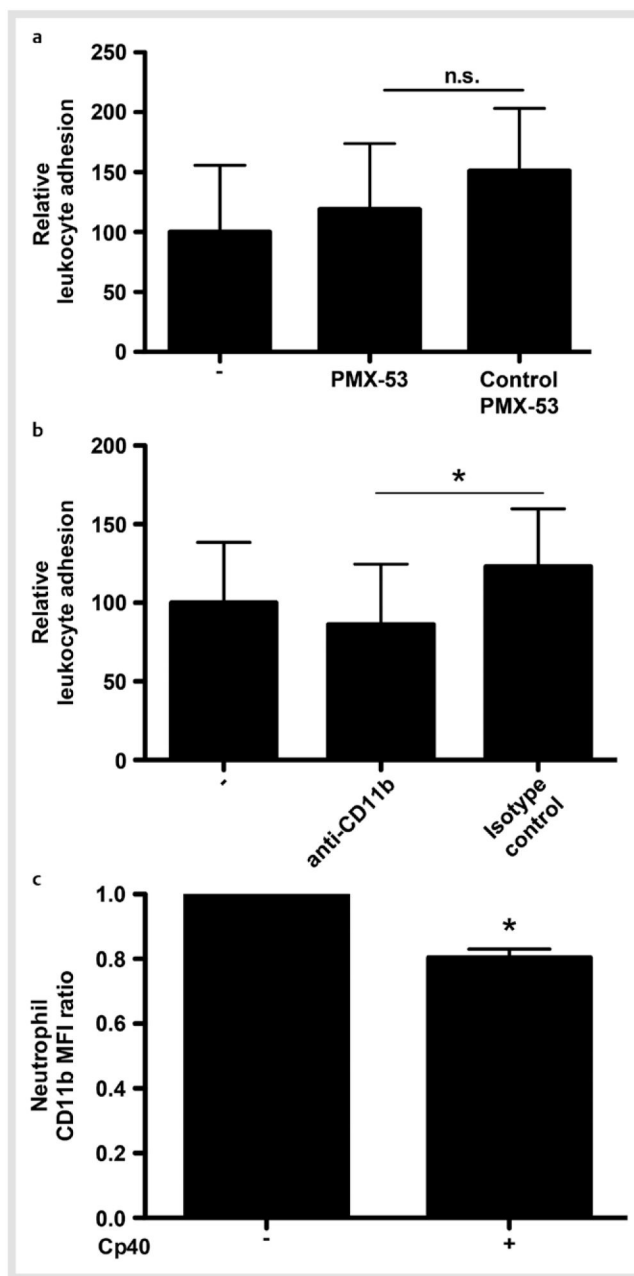 a
250
200
150
100
50
0
Relative
leukocyte adhesion
n.s.
-
PMX-53
Control
PMX-53
b
200
150
100
50
0
Relative
leukocyte adhesion
*
-
anti-CD11b
Isotype
control
c
1.0
0.8
0.6
0.4
0.2
0.0
Neutrophil
CD11b MFI ratio
*
Cp40 - +